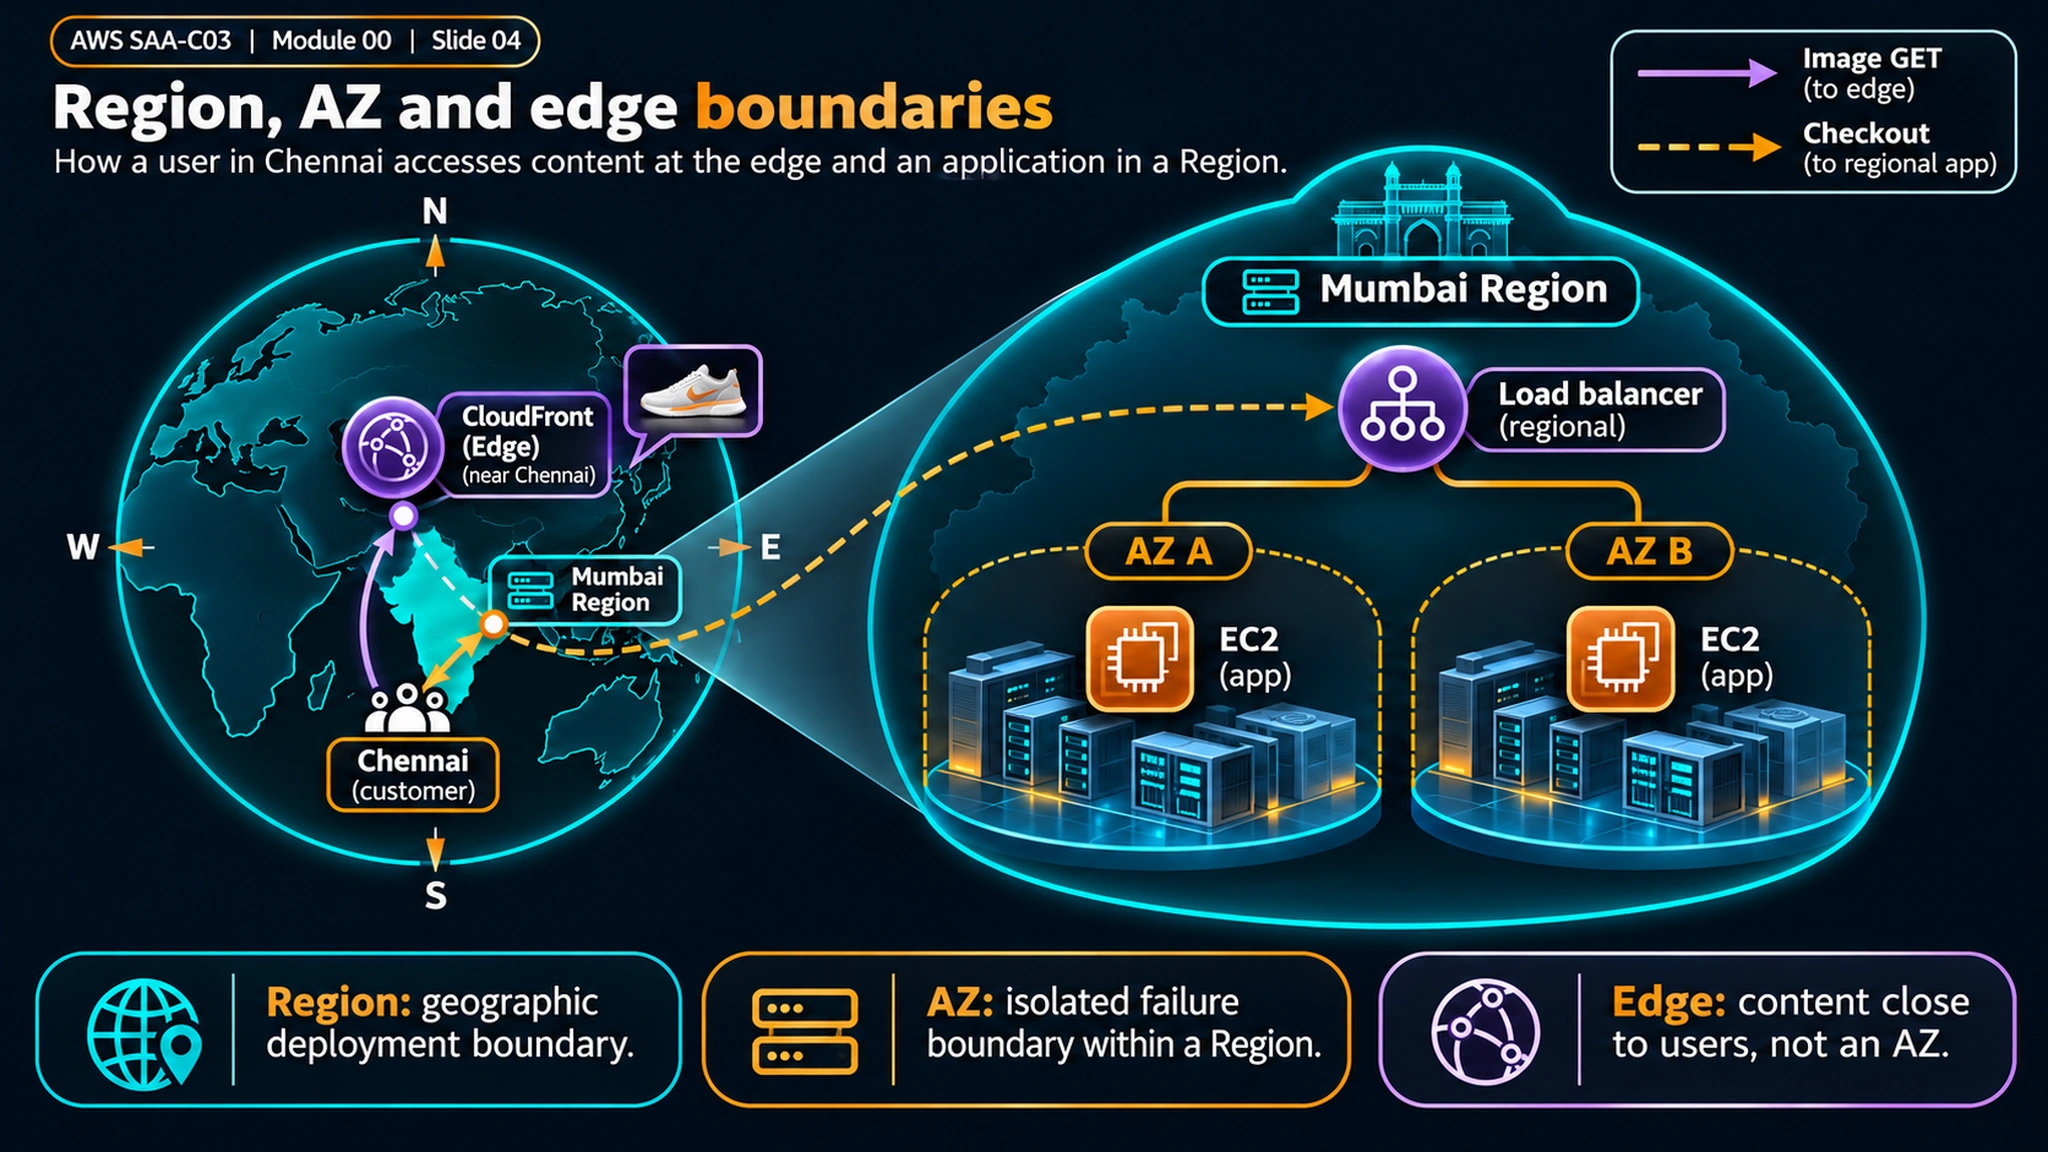 AWS SAA-C03 | Module 00 | Slide 04
Region, AZ and edge boundaries
How a user in Chennai accesses content at the edge and an application in a Region.
Image GET
(to edge)
Checkout
(to regional app)
N
W
E
S
CloudFront
(Edge)
(near Chennai)
Mumbai
Region
Chennai
(customer)
Mumbai Region
Load balancer
(regional)
AZ A
AZ B
EC2
(app)
EC2
(app)
Region: geographic
deployment boundary.
AZ: isolated failure
boundary within a Region.
Edge: content close
to users, not an AZ.